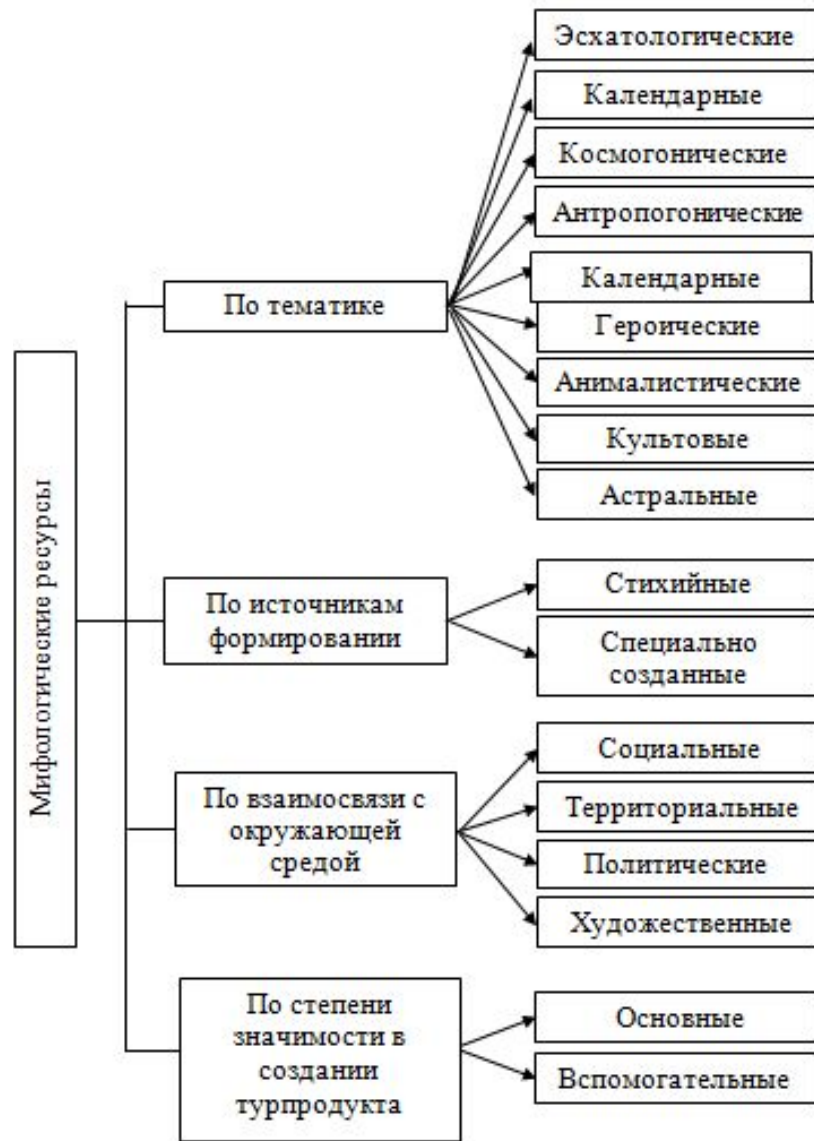 Мифологические ресурсы
По тематике
Эсхатологические
Календарные
Космогонические
Антропогонические
Календарные
Героические
Анималистические
Культовые
Астральные
По источникам
формировании
Стихийные
Специально
созданные
По взаимосвязи с
окружающей
средой
Социальные
Территориальные
Политические
Художественные
По степени
значимости в
создании
турпродукта
Основные
Вспомогательные